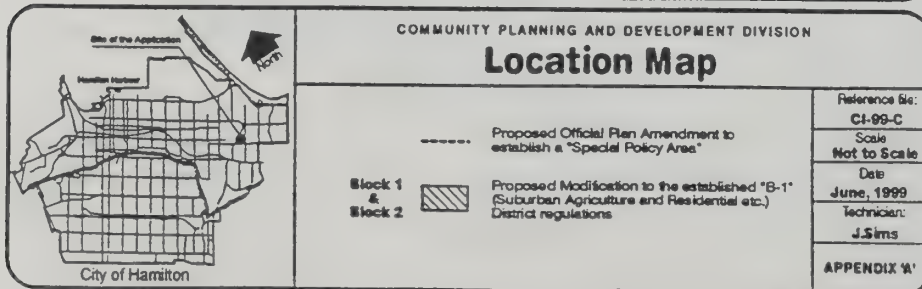 Site of the Application
North
Hamilton Harbour
City of Hamilton
COMMUNITY PLANNING AND DEVELOPMENT DIVISION
Location Map
Proposed Official Plan Amendment to
establish a "Special Policy Area"
Block 1
&
Block 2
Proposed Modification to the established "B-1"
(Suburban Agriculture and Residential etc.)
District regulations
Reference file:
CI-99-C
Scale
Not to Scale
Date
June, 1999
Technician:
J.Sims
APPENDIX 'A'